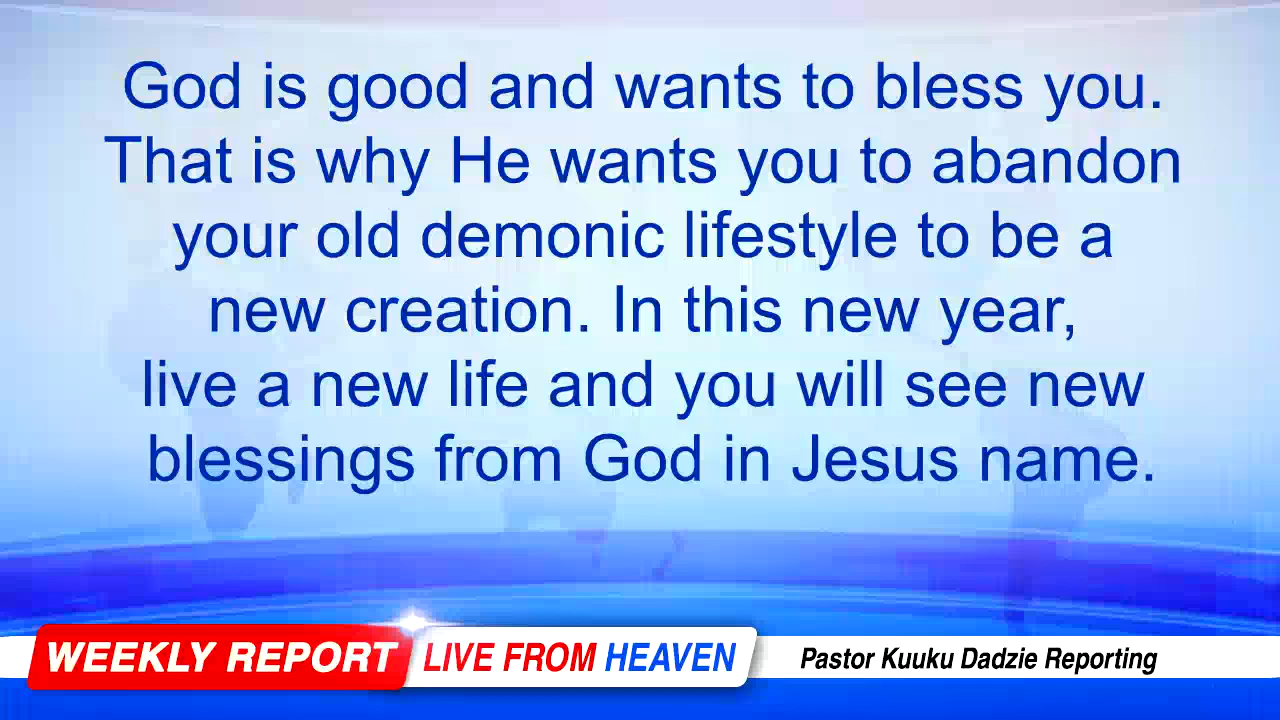 God is good and wants to bless you.
That is why He wants you to abandon
your old demonic lifestyle to be a
new creation. In this new year,
live a new life and you will see new
blessings from God in Jesus name.
WEEKLY REPORT LIVE FROM HEAVEN Pastor Kuuku Dadzie Reporting